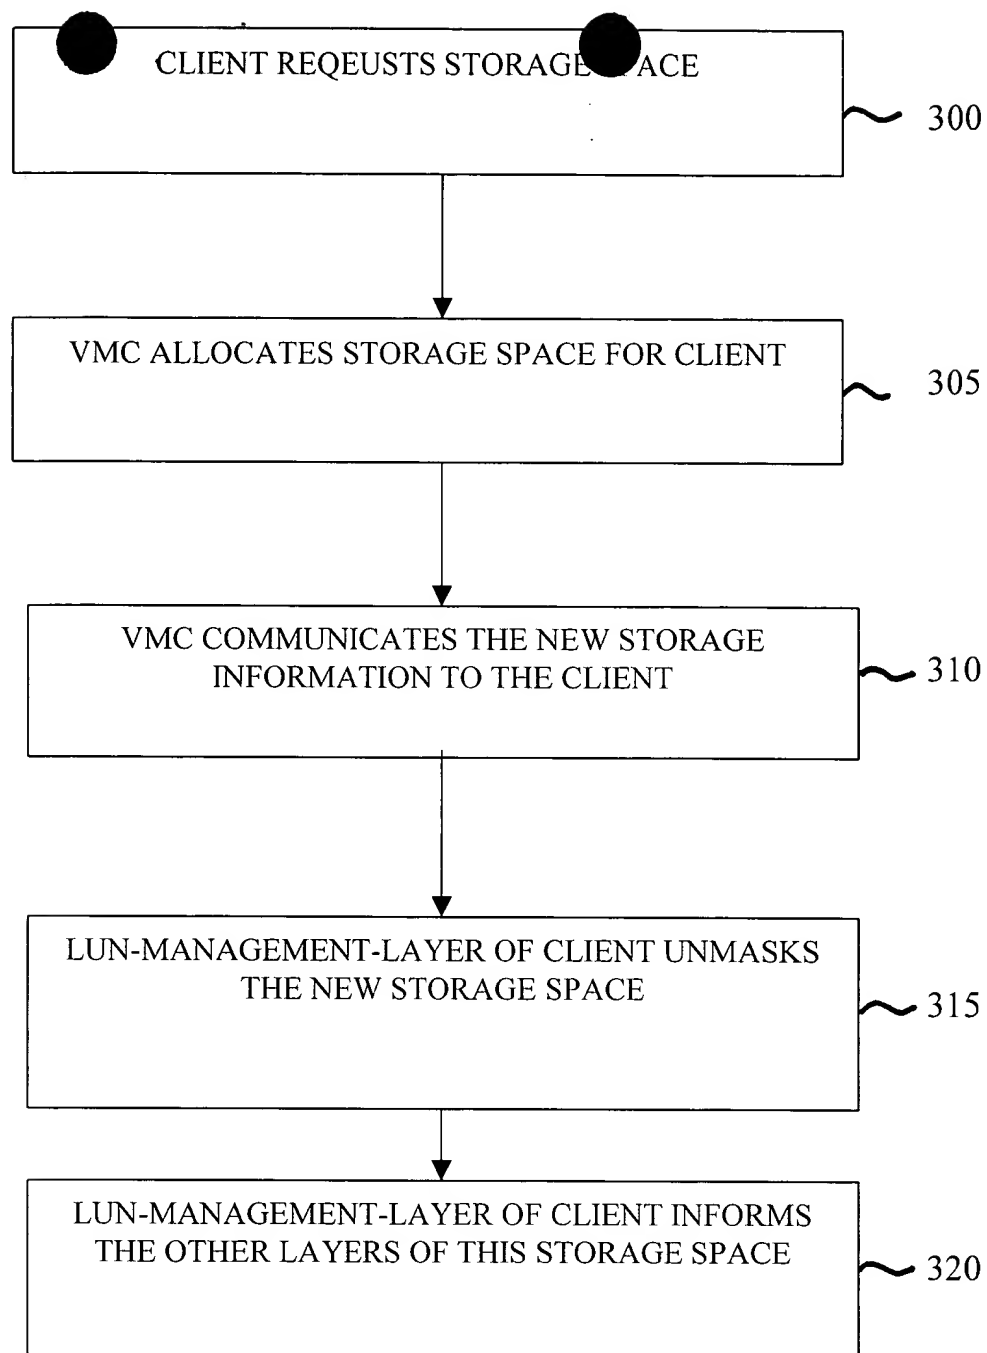 CLIENT REQEUSTS STORAGE ACE
300
VMC ALLOCATES STORAGE SPACE FOR CLIENT
305
VMC COMMUNICATES THE NEW STORAGE
INFORMATION TO THE CLIENT
310
LUN-MANAGEMENT-LAYER OF CLIENT UNMASKS
THE NEW STORAGE SPACE
315
LUN-MANAGEMENT-LAYER OF CLIENT INFORMS
THE OTHER LAYERS OF THIS STORAGE SPACE
320